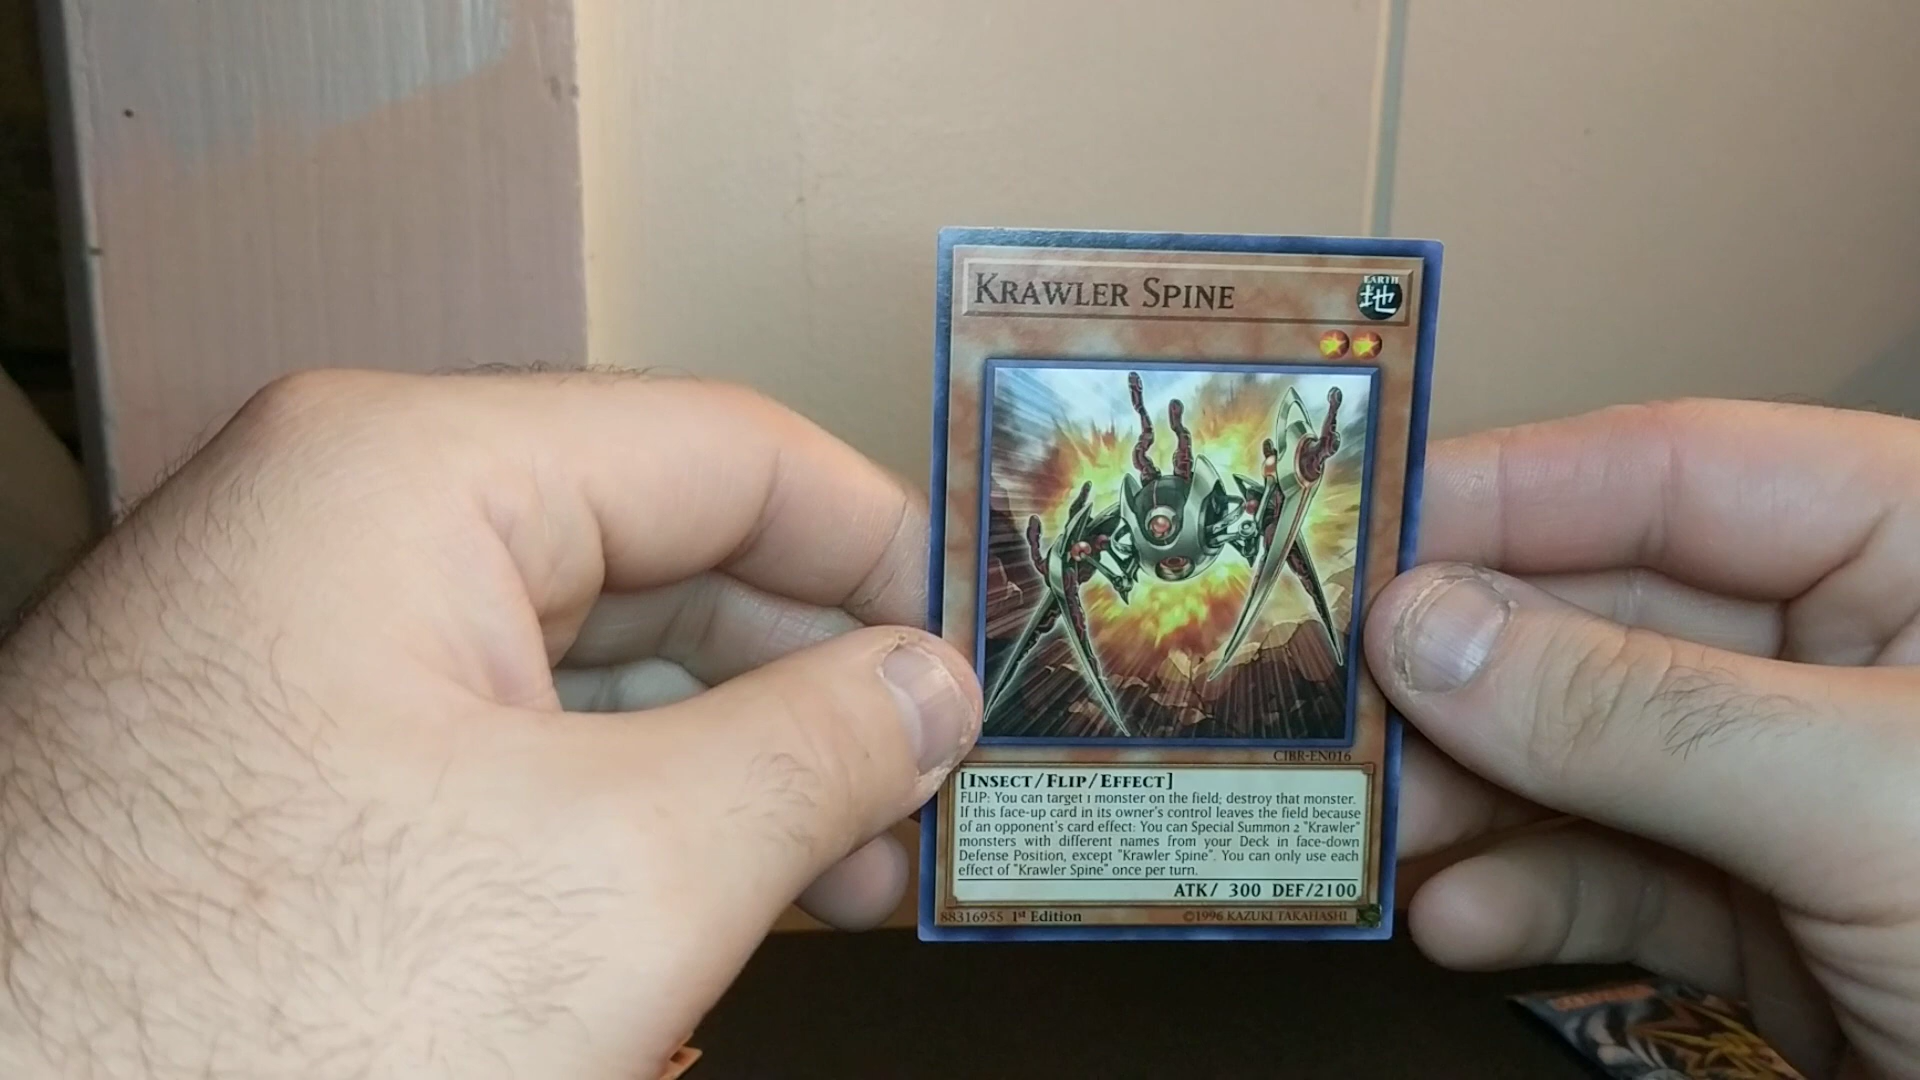 KRAWLER SPINE
EARTH
地
CIBR-EN016
[INSECT/FLIP/EFFECT]
FLIP: You can target 1 monster on the field; destroy that monster.
If this face-up card in its owner's control leaves the field because
of an opponent's card effect: You can Special Summon 2 "Krawler"
monsters with different names from your Deck in face-down
Defense Position, except "Krawler Spine". You can only use each
effect of "Krawler Spine" once per turn.
ATK/ 300 DEF/2100
88316955 1st Edition ©1996 KAZUKI TAKAHASHI